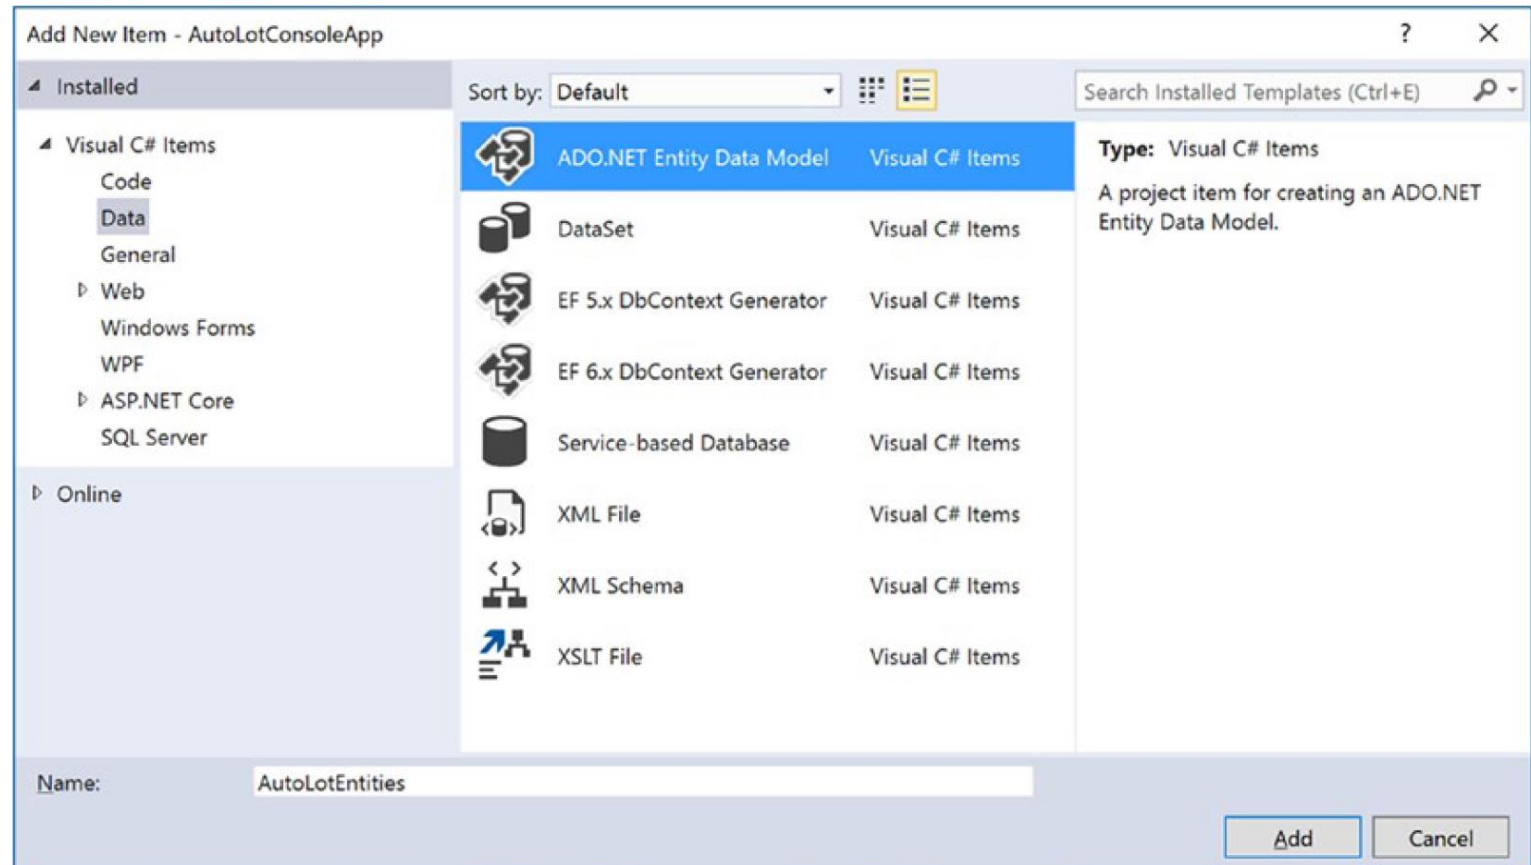 Add New Item - AutoLotConsoleApp
?
Installed
Sort by: Default
Search Installed Templates (Ctrl+E)
Visual C# Items
Code
Data
General
Web
Windows Forms
WPF
ASP.NET Core
SQL Server
Online
ADO.NET Entity Data Model Visual C# Items
DataSet Visual C# Items
EF 5.x DbContext Generator Visual C# Items
EF 6.x DbContext Generator Visual C# Items
Service-based Database Visual C# Items
XML File Visual C# Items
XML Schema Visual C# Items
XSLT File Visual C# Items
Type: Visual C# Items
A project item for creating an ADO.NET
Entity Data Model.
Name: AutoLotEntities
Add Cancel